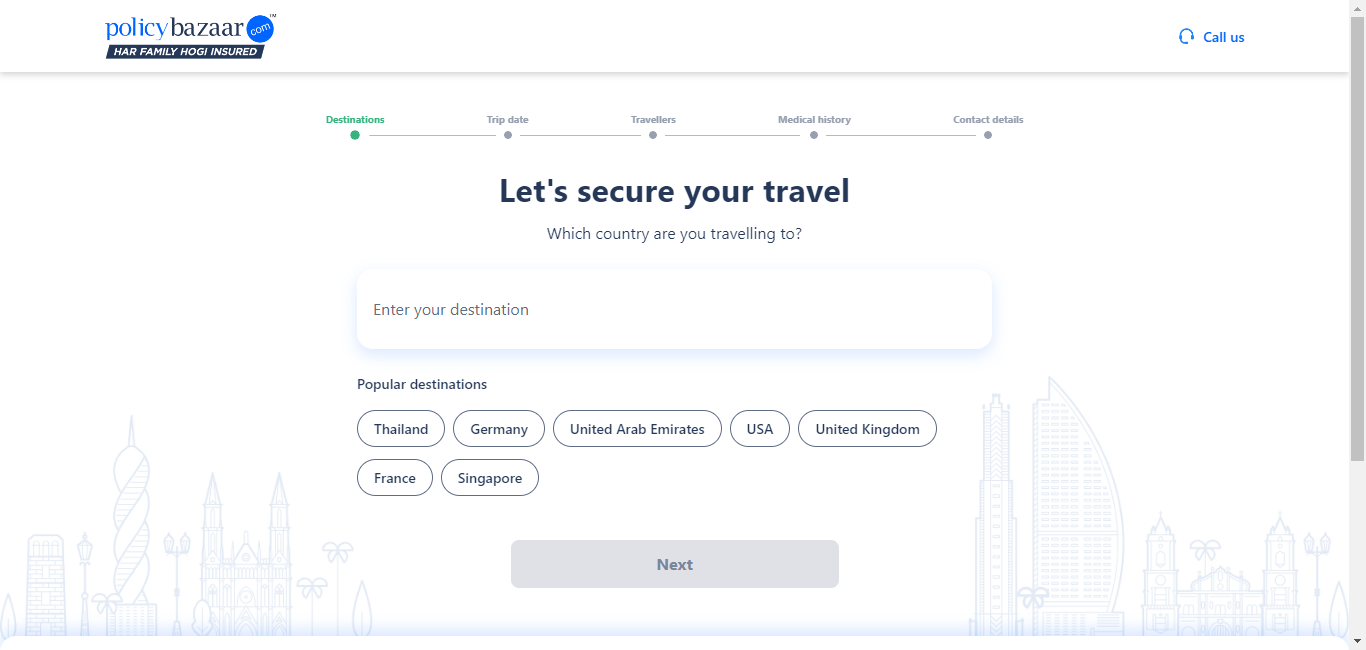 policybazaar com ™
HAR FAMILY HOGI INSURED
Call us
Destinations Trip date Travellers Medical history Contact details
Let's secure your travel
Which country are you travelling to?
Enter your destination
Popular destinations
Thailand Germany United Arab Emirates USA United Kingdom
France Singapore
Next